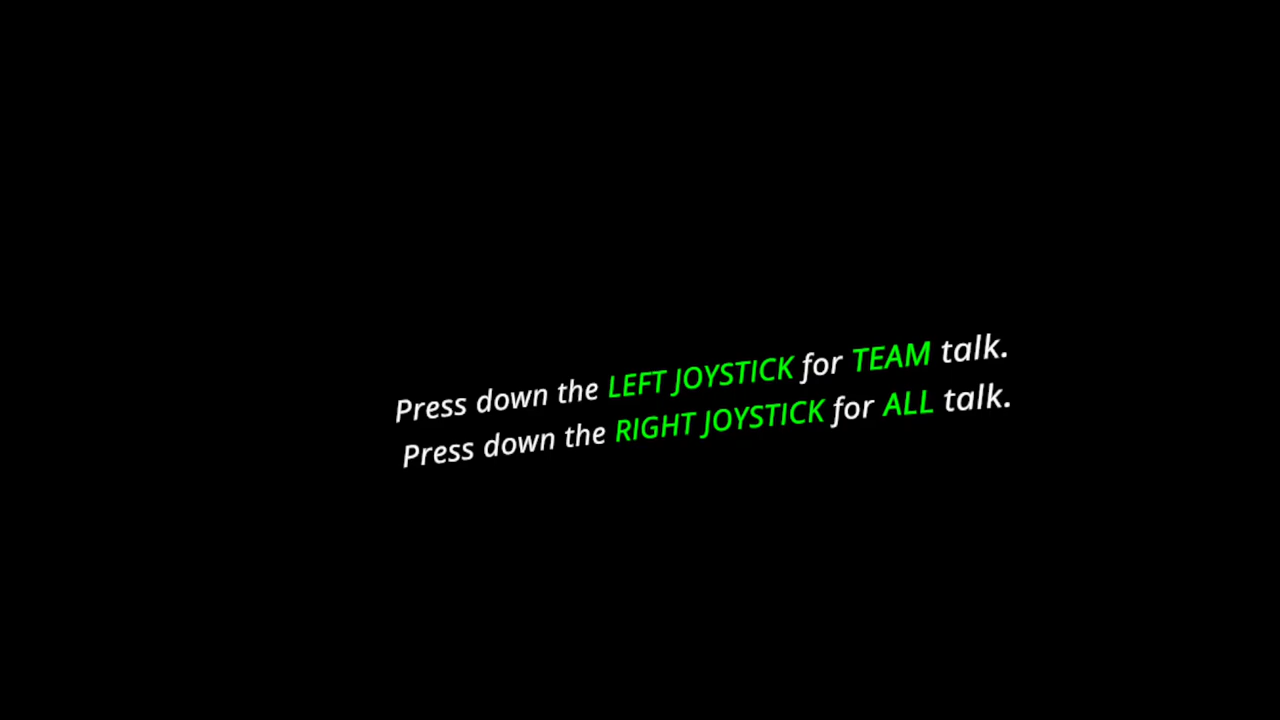 Press down the LEFT JOYSTICK for TEAM talk.
Press down the RIGHT JOYSTICK for ALL talk.